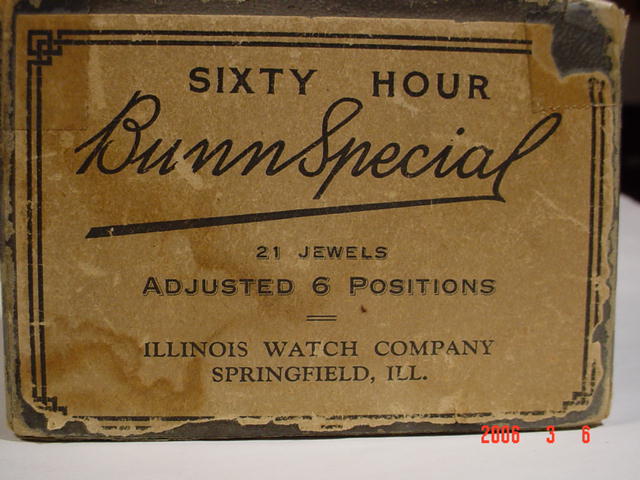 SIXTY HOUR
Bunn Special
21 JEWELS
ADJUSTED 6 POSITIONS
ILLINOIS WATCH COMPANY
SPRINGFIELD, ILL.
2006 3 6